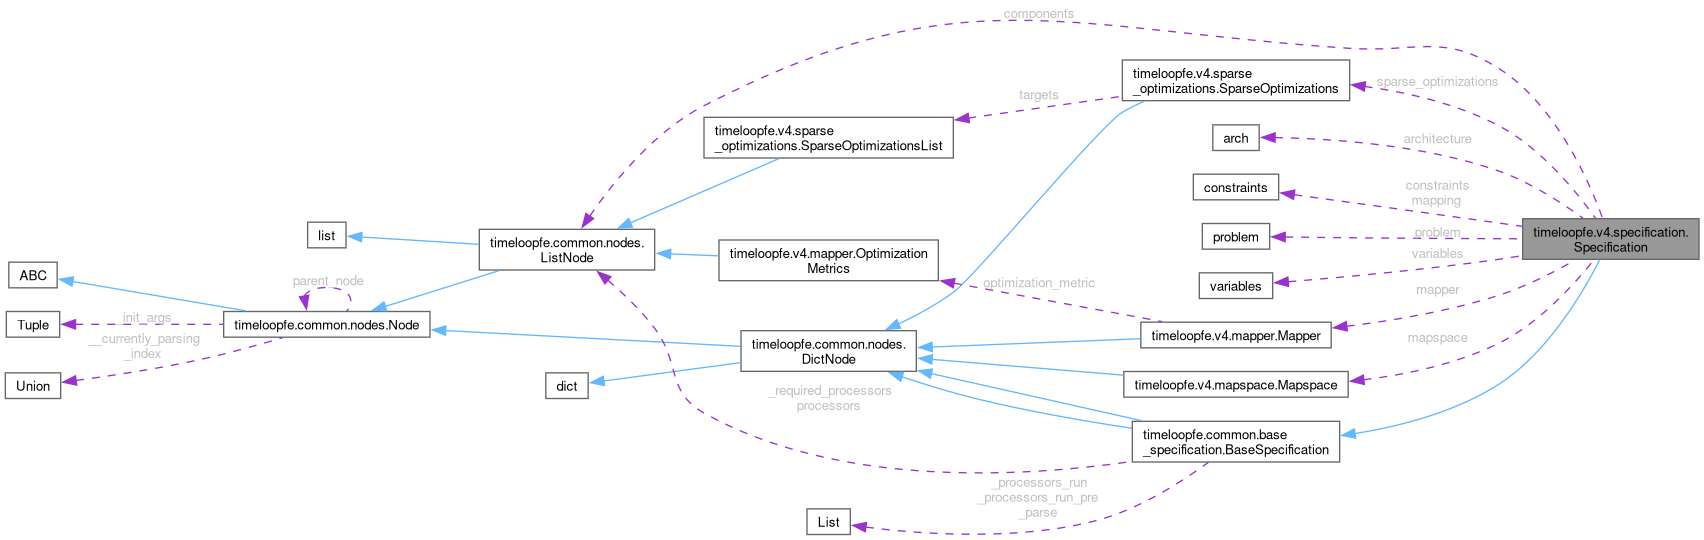 components
timeloopfe.v4.sparse
_optimizations.SparseOptimizations
sparse_optimizations
targets
timeloopfe.v4.sparse
_optimizations.SparseOptimizationsList
arch
architecture
constraints
constraints
mapping
list
timeloopfe.common.nodes.
ListNode
timeloopfe.v4.mapper.Optimization
Metrics
problem
problem
timeloopfe.v4.specification.
Specification
variables
variables
ABC
parent_node
optimization_metric
mapper
Tuple
init_args
timeloopfe.common.nodes.Node
__currently_parsing
_index
timeloopfe.common.nodes.
DictNode
timeloopfe.v4.mapper.Mapper
mapspace
Union
dict
timeloopfe.v4.mapspace.Mapspace
_required_processors
processors
timeloopfe.common.base
_specification.BaseSpecification
_processors_run
_processors_run_pre
_parse
List